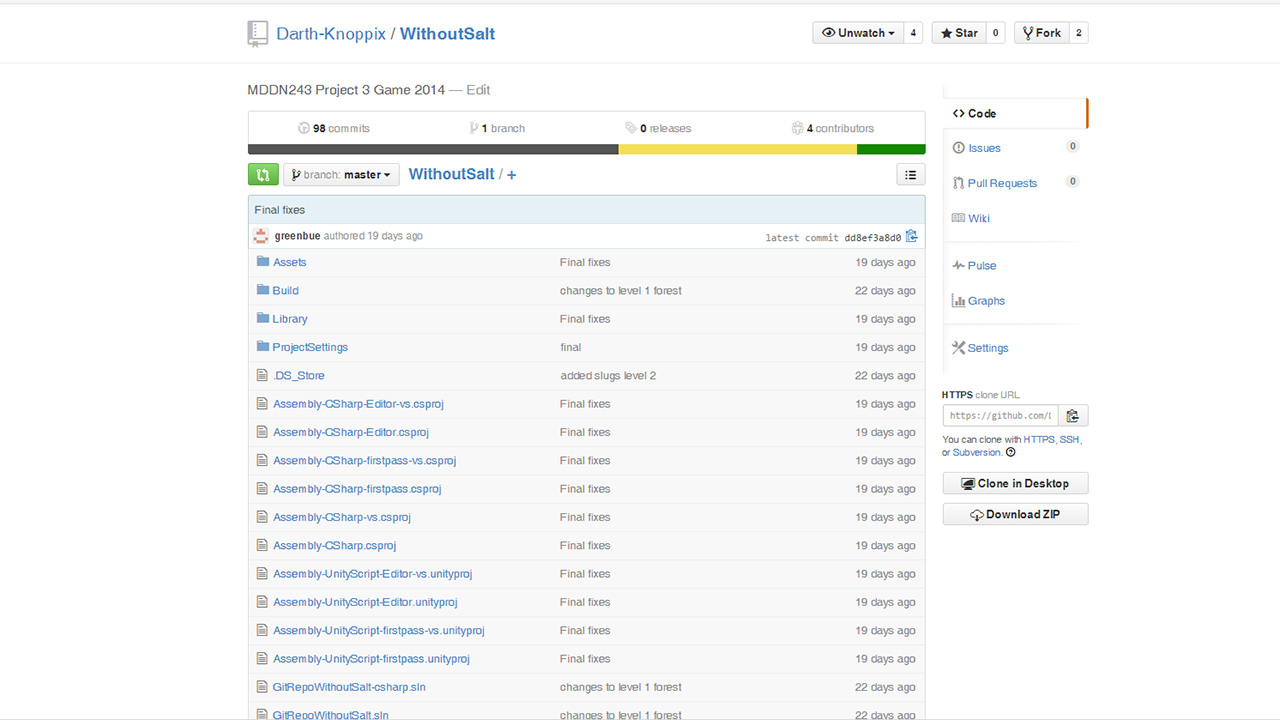 Darth-Knoppix / WithoutSalt
Unwatch 4 Star 0 Fork 2
MDDN243 Project 3 Game 2014 — Edit
98 commits 1 branch 0 releases 4 contributors
branch: master WithoutSalt / +
Final fixes
greenbue authored 19 days ago latest commit dd8ef3a8d0
Assets Final fixes 19 days ago
Build changes to level 1 forest 22 days ago
Library Final fixes 19 days ago
ProjectSettings final 19 days ago
.DS_Store added slugs level 2 22 days ago
Assembly-CSharp-Editor-vs.csproj Final fixes 19 days ago
Assembly-CSharp-Editor.csproj Final fixes 19 days ago
Assembly-CSharp-firstpass-vs.csproj Final fixes 19 days ago
Assembly-CSharp-firstpass.csproj Final fixes 19 days ago
Assembly-CSharp-vs.csproj Final fixes 19 days ago
Assembly-CSharp.csproj Final fixes 19 days ago
Assembly-UnityScript-Editor-vs.unityproj Final fixes 19 days ago
Assembly-UnityScript-Editor.unityproj Final fixes 19 days ago
Assembly-UnityScript-firstpass-vs.unityproj Final fixes 19 days ago
Assembly-UnityScript-firstpass.unityproj Final fixes 19 days ago
GitRepoWithoutSalt-csharp.sln changes to level 1 forest 22 days ago
GitRepoWithoutSalt.sln changes to level 1 forest 22 days ago
Code
Issues 0
Pull Requests 0
Wiki
Pulse
Graphs
Settings
HTTPS clone URL
https://github.com/
You can clone with HTTPS, SSH,
or Subversion.
Clone in Desktop
Download ZIP